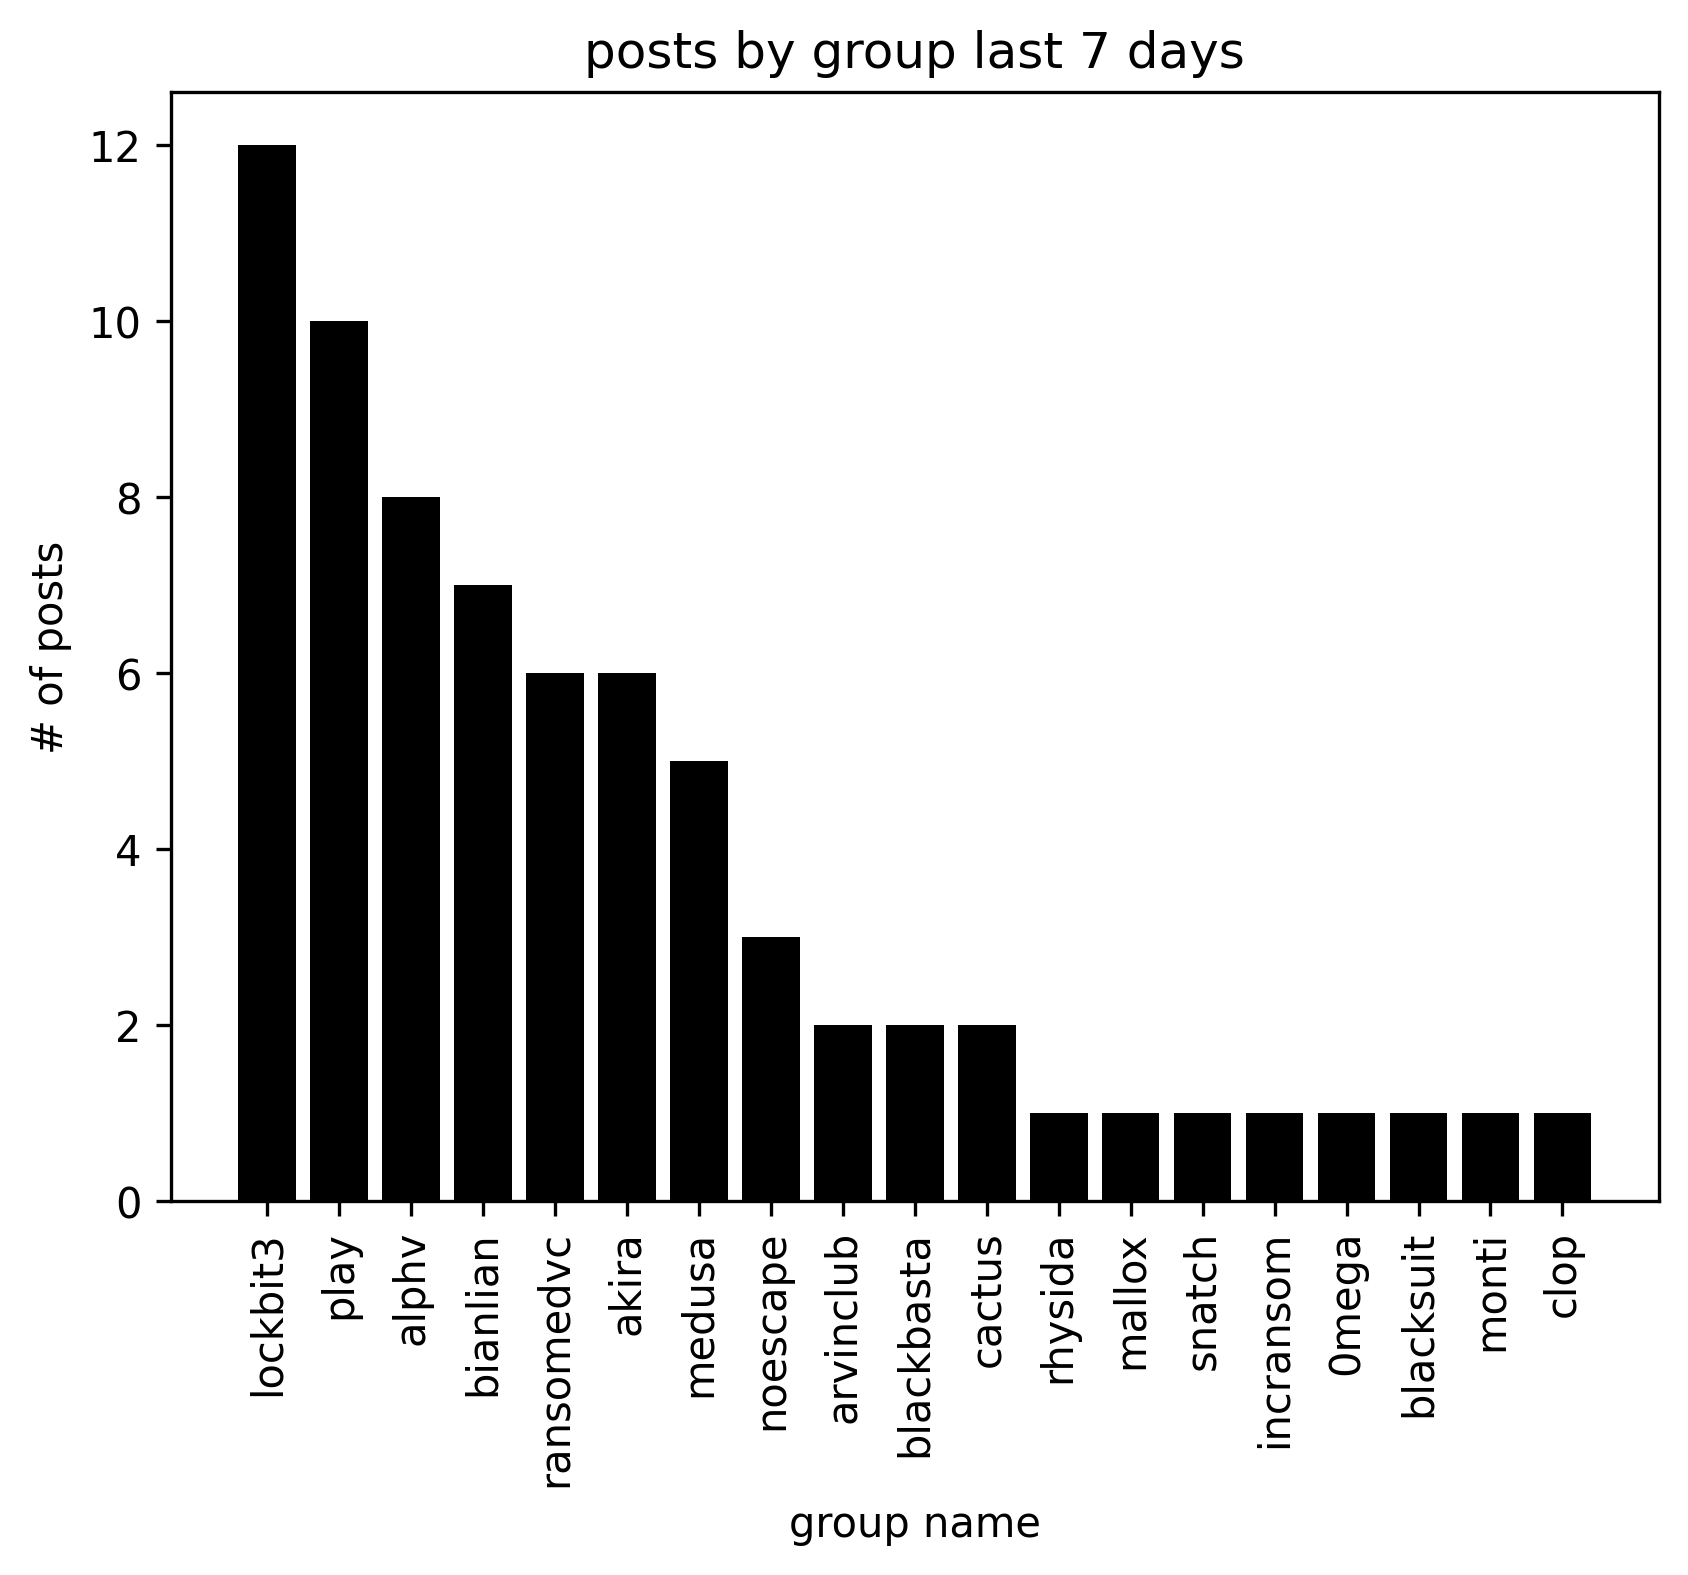 posts by group last 7 days
12
10
8
6
4
2
0
# of posts
lockbit3
play
alphv
bianlian
ransomedvc
akira
medusa
noescape
arvinclub
blackbasta
cactus
rhysida
mallox
snatch
incransom
0mega
blacksuit
monti
clop
group name